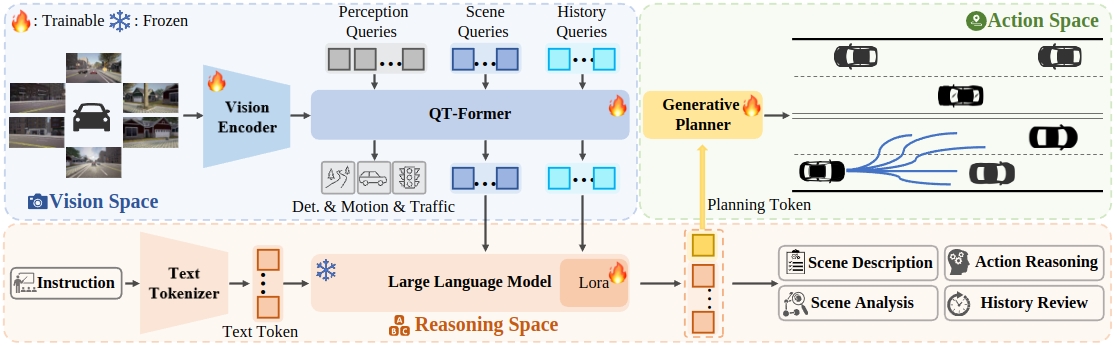 : Trainable : Frozen
Perception Queries
Scene Queries
History Queries
Action Space
Vision Encoder
QT-Former
Generative Planner
Det. & Motion & Traffic
Vision Space
Planning Token
Instruction
Text Tokenizer
Text Token
Large Language Model
Lora
A
B C
Reasoning Space
Scene Description
Action Reasoning
Scene Analysis
History Review